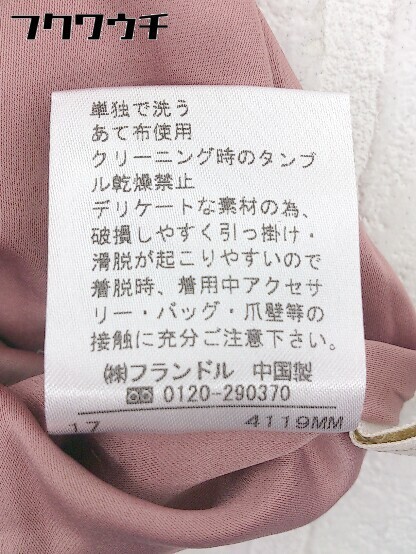 フクワウチ
単独で洗う
あて布使用
クリーニング時のタンブ
ル乾燥禁止
デリケートな素材の為、
破損しやすく引っ掛け・
滑脱が起こりやすいので
着脱時、着用中アクセサ
リー・バッグ・爪壁等の
接触に充分ご注意下さい。
㈱フランドル 中国製
0120-290370
17 4119MM